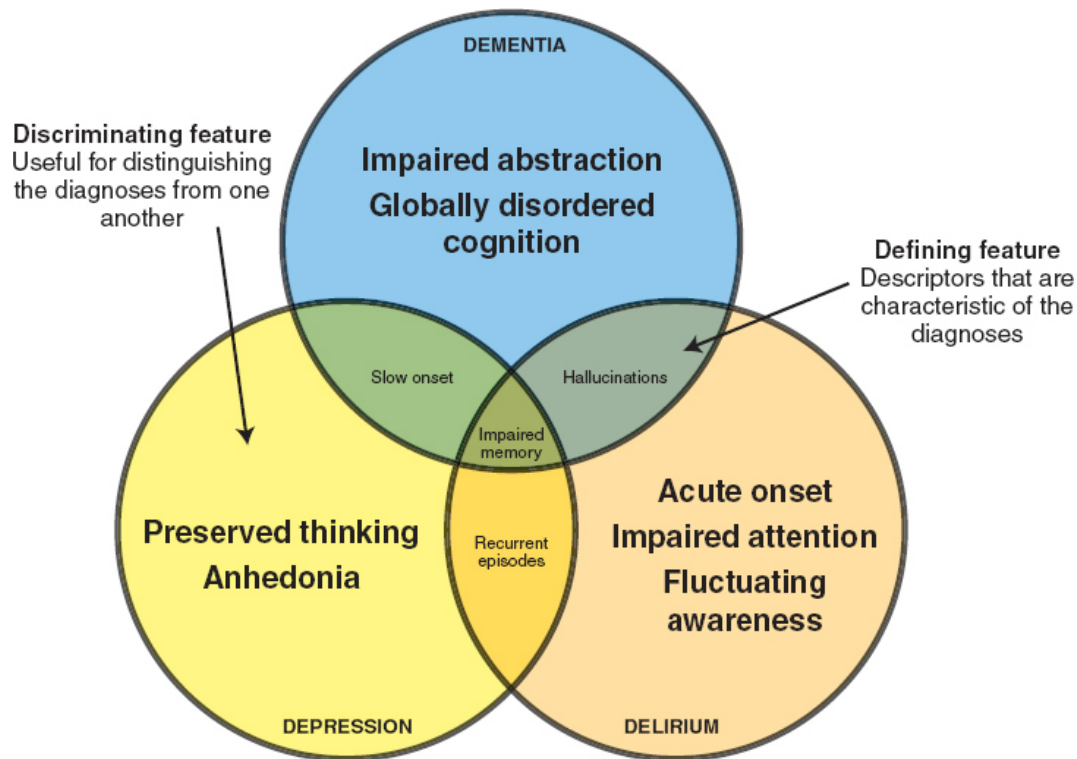 DEMENTIA
Discriminating feature
Useful for distinguishing
the diagnoses from one
another
Impaired abstraction
Globally disordered
cognition
Defining feature
Descriptors that are
characteristic of the
diagnoses
Slow onset
Hallucinations
Impaired
memory
Preserved thinking
Anhedonia
Recurrent
episodes
Acute onset
Impaired attention
Fluctuating
awareness
DEPRESSION
DELIRIUM